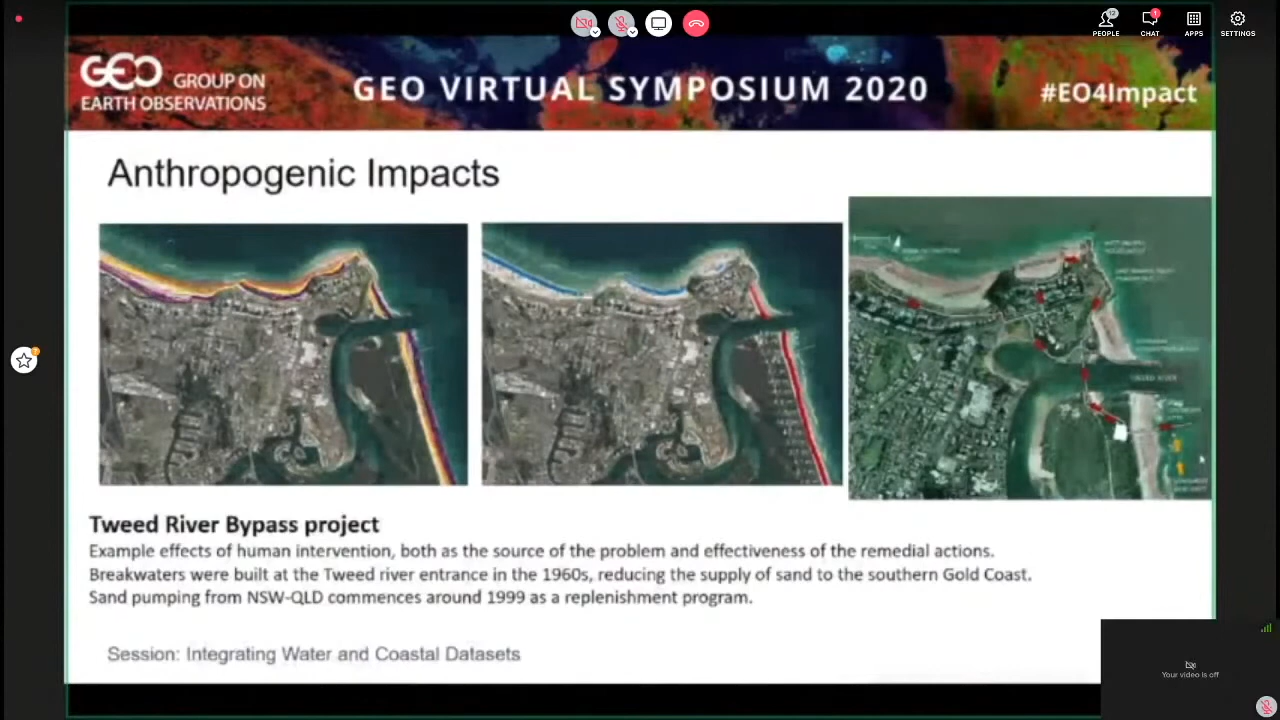 12
1
PEOPLE
CHAT
APPS
SETTINGS
GEO GROUP ON
EARTH OBSERVATIONS
GEO VIRTUAL SYMPOSIUM 2020
#EO4Impact
Anthropogenic Impacts
TWEED RIVER
Tweed River Bypass project
Example effects of human intervention, both as the source of the problem and effectiveness of the remedial actions.
Breakwaters were built at the Tweed river entrance in the 1960s, reducing the supply of sand to the southern Gold Coast.
Sand pumping from NSW-QLD commences around 1999 as a replenishment program.
Session: Integrating Water and Coastal Datasets
Your video is off